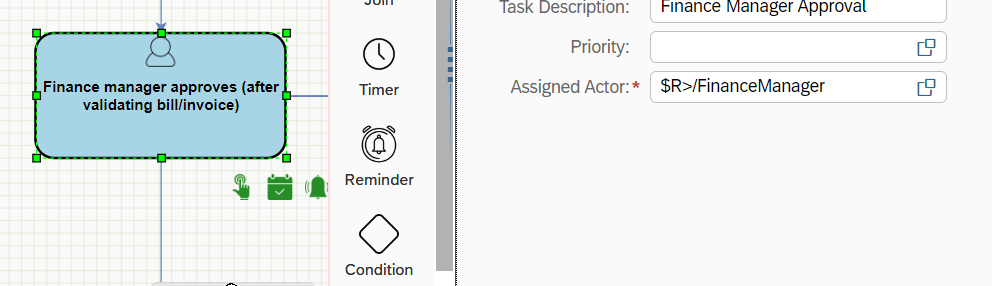 Join
Task Description:
Finance Manager Approval
Priority:
Assigned Actor:*
$R>/FinanceManager
Finance manager approves (after
validating bill/invoice)
Timer
Reminder
Condition